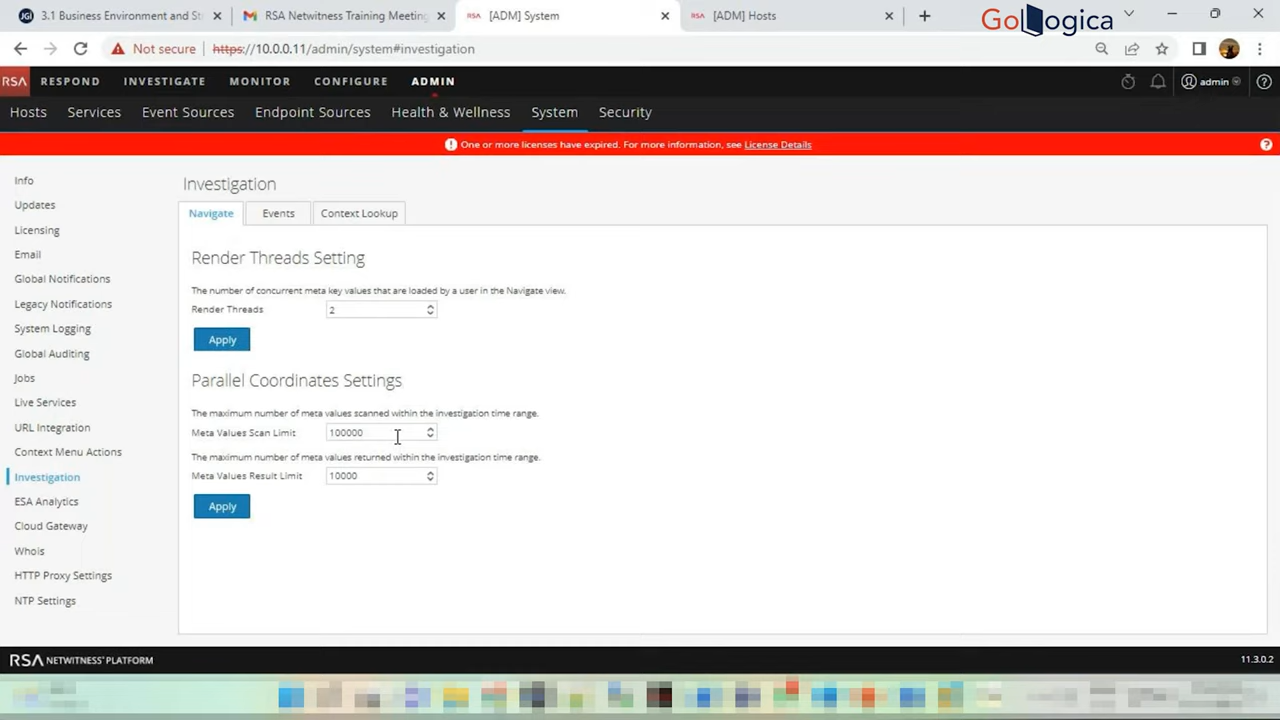 3.1 Business Environment and St
RSA Netwitness Training Meeting
[ADM] System
[ADM] Hosts
GoLogica
Not secure
https://10.0.0.11/admin/system#investigation
RSA RESPOND INVESTIGATE MONITOR CONFIGURE ADMIN
admin
Hosts Services Event Sources Endpoint Sources Health & Wellness System Security
One or more licenses have expired. For more information, see License Details
Info
Updates
Licensing
Email
Global Notifications
Legacy Notifications
System Logging
Global Auditing
Jobs
Live Services
URL Integration
Context Menu Actions
Investigation
ESA Analytics
Cloud Gateway
Whois
HTTP Proxy Settings
NTP Settings
Investigation
Navigate Events Context Lookup
Render Threads Setting
The number of concurrent meta key values that are loaded by a user in the Navigate view.
Render Threads 2
Apply
Parallel Coordinates Settings
The maximum number of meta values scanned within the investigation time range.
Meta Values Scan Limit 100000
The maximum number of meta values returned within the investigation time range.
Meta Values Result Limit 10000
Apply
RSA NETWITNESS® PLATFORM
11.3.0.2